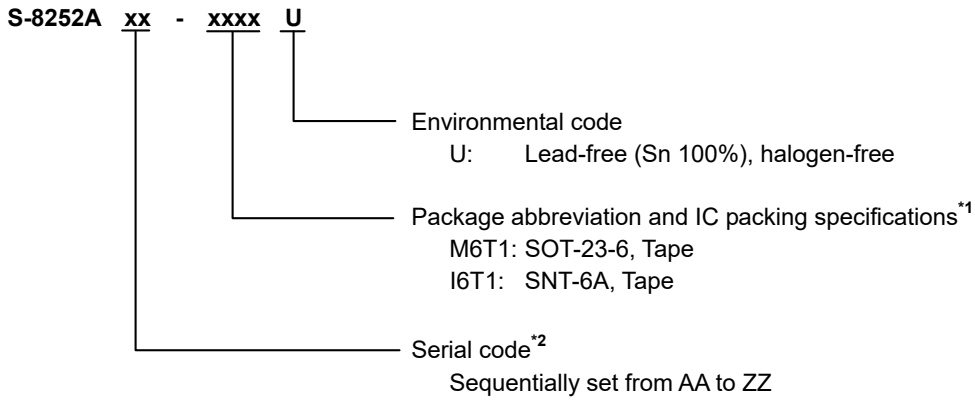 S-8252A xx - xxxx U
Environmental code
U: Lead-free (Sn 100%), halogen-free
Package abbreviation and IC packing specifications*1
M6T1: SOT-23-6, Tape
I6T1: SNT-6A, Tape
Serial code*2
Sequentially set from AA to ZZ